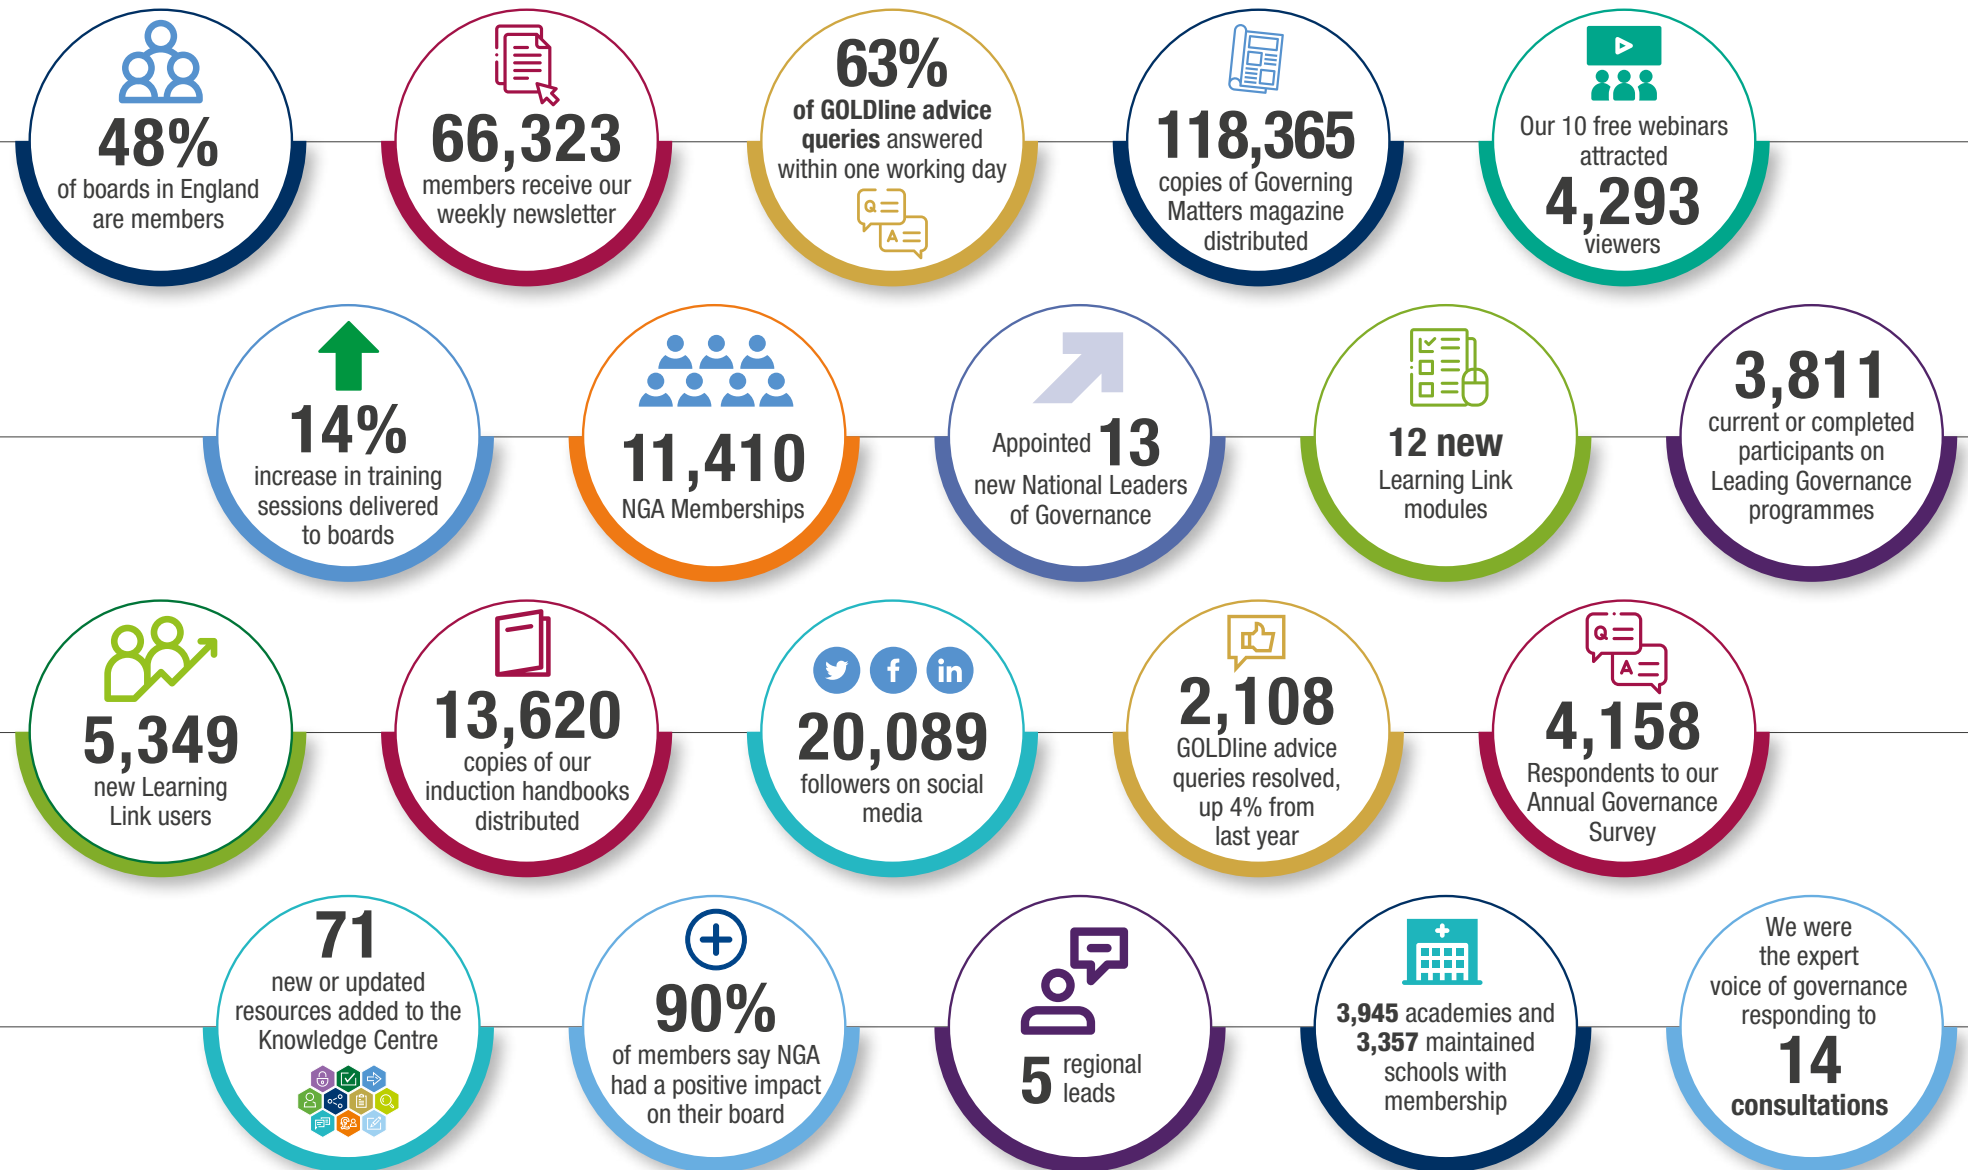 48%
of boards in England
are members
66,323
members receive our
weekly newsletter
63%
of GOLDline advice
queries answered
within one working day
Q
A
118,365
copies of Governing
Matters magazine
distributed
Our 10 free webinars
attracted
4,293
viewers
14%
increase in training
sessions delivered
to boards
11,410
NGA Memberships
Appointed 13
new National Leaders
of Governance
12 new
Learning Link
modules
3,811
current or completed
participants on
Leading Governance
programmes
5,349
new Learning
Link users
13,620
copies of our
induction handbooks
distributed
f
in
20,089
followers on social
media
2,108
GOLDline advice
queries resolved,
up 4% from
last year
Q
A
4,158
Respondents to our
Annual Governance
Survey
71
new or updated
resources added to the
Knowledge Centre
90%
of members say NGA
had a positive impact
on their board
5 regional
leads
3,945 academies and
3,357 maintained
schools with
membership
We were
the expert
voice of governance
responding to
14
consultations